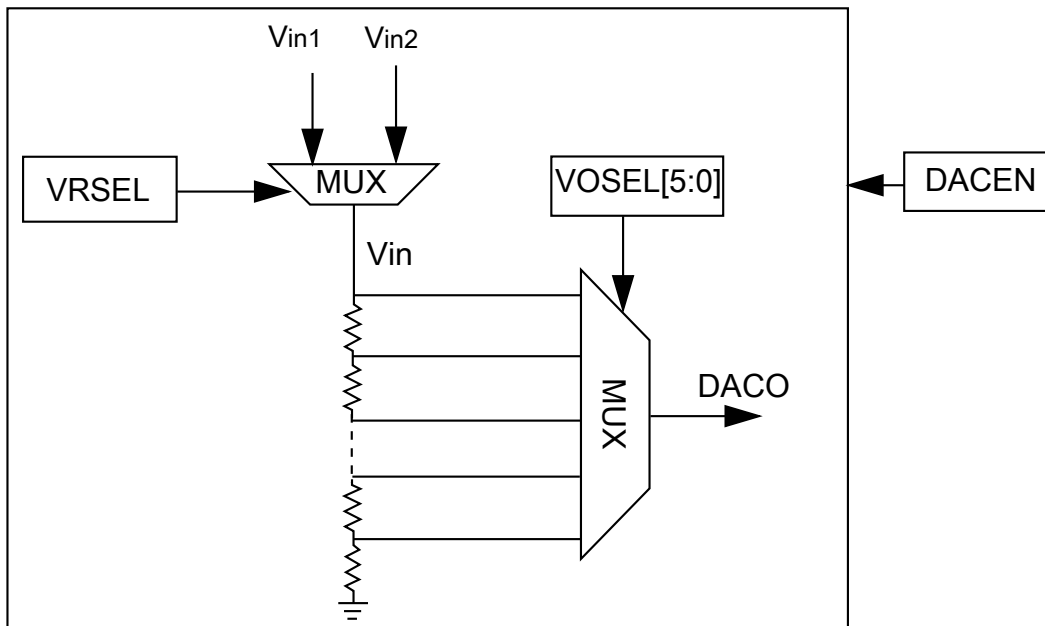 Vin1
Vin2
VRSEL
MUX
VOSEL[5:0]
DACEN
Vin
MUX
DACO